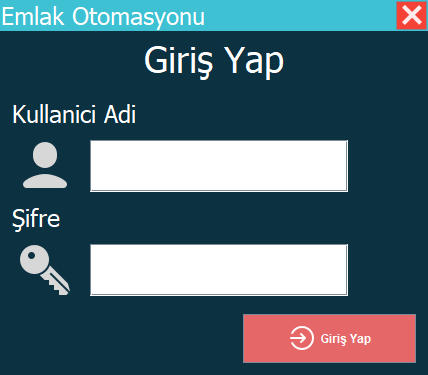 Emlak Otomasyonu
Giriş Yap
Kullanici Adi
Şifre
Giriş Yap